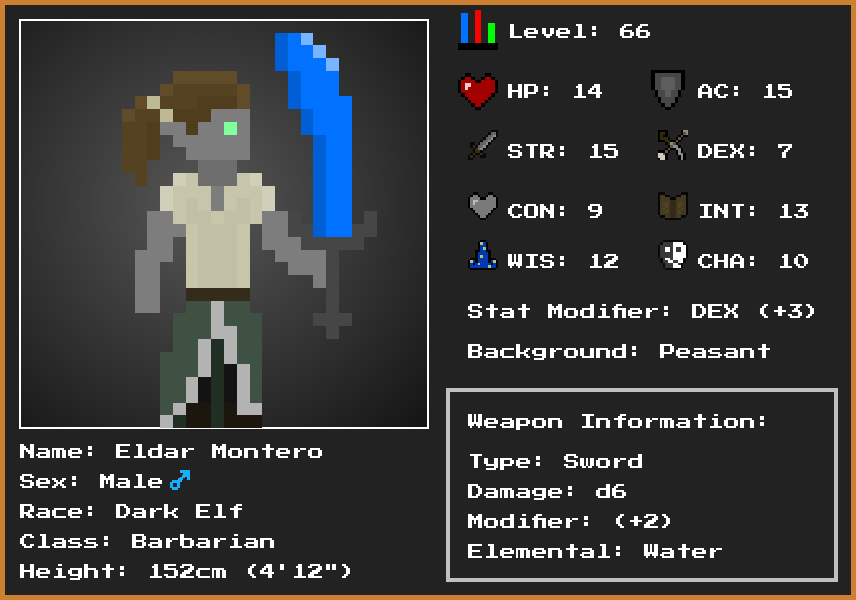 Level: 66
HP: 14
AC: 15
STR: 15
DEX: 7
CON: 9
INT: 13
WIS: 12
CHA: 10
Stat Modifier: DEX (+3)
Background: Peasant
Weapon Information:
Type: Sword
Damage: d6
Modifier: (+2)
Elemental: Water
Name: Eldar Montero
Sex: Male♂
Race: Dark Elf
Class: Barbarian
Height: 152cm (4'12")